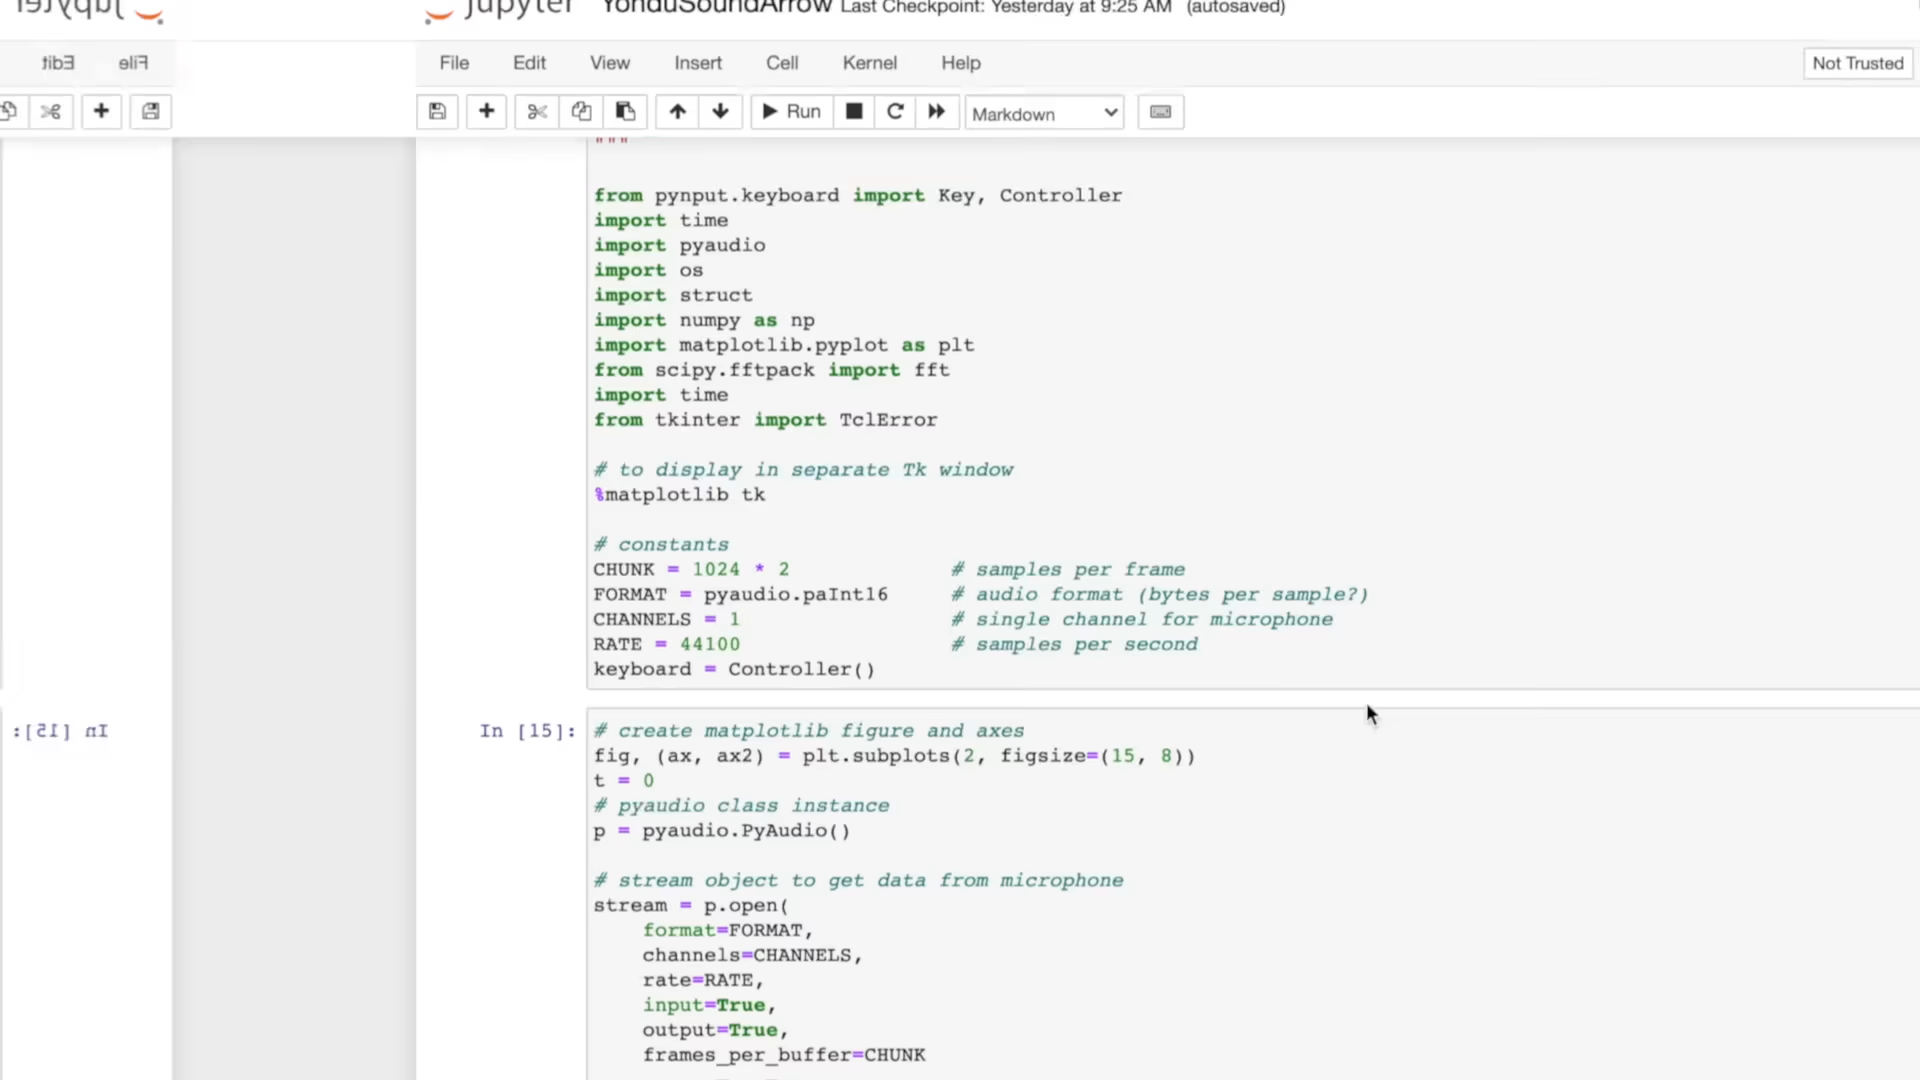 jupyter YonduSoundArrow Last Checkpoint: Yesterday at 9:25 AM (autosaved)
File Edit View Insert Cell Kernel Help Not Trusted
Run Markdown
"""
from pynput.keyboard import Key, Controller
import time
import pyaudio
import os
import struct
import numpy as np
import matplotlib.pyplot as plt
from scipy.fftpack import fft
import time
from tkinter import TclError
# to display in separate Tk window
%matplotlib tk
# constants
CHUNK = 1024 * 2 # samples per frame
FORMAT = pyaudio.paInt16 # audio format (bytes per sample?)
CHANNELS = 1 # single channel for microphone
RATE = 44100 # samples per second
keyboard = Controller()
In [15]: # create matplotlib figure and axes
fig, (ax, ax2) = plt.subplots(2, figsize=(15, 8))
t = 0
# pyaudio class instance
p = pyaudio.PyAudio()
# stream object to get data from microphone
stream = p.open(
format=FORMAT,
channels=CHANNELS,
rate=RATE,
input=True,
output=True,
frames_per_buffer=CHUNK